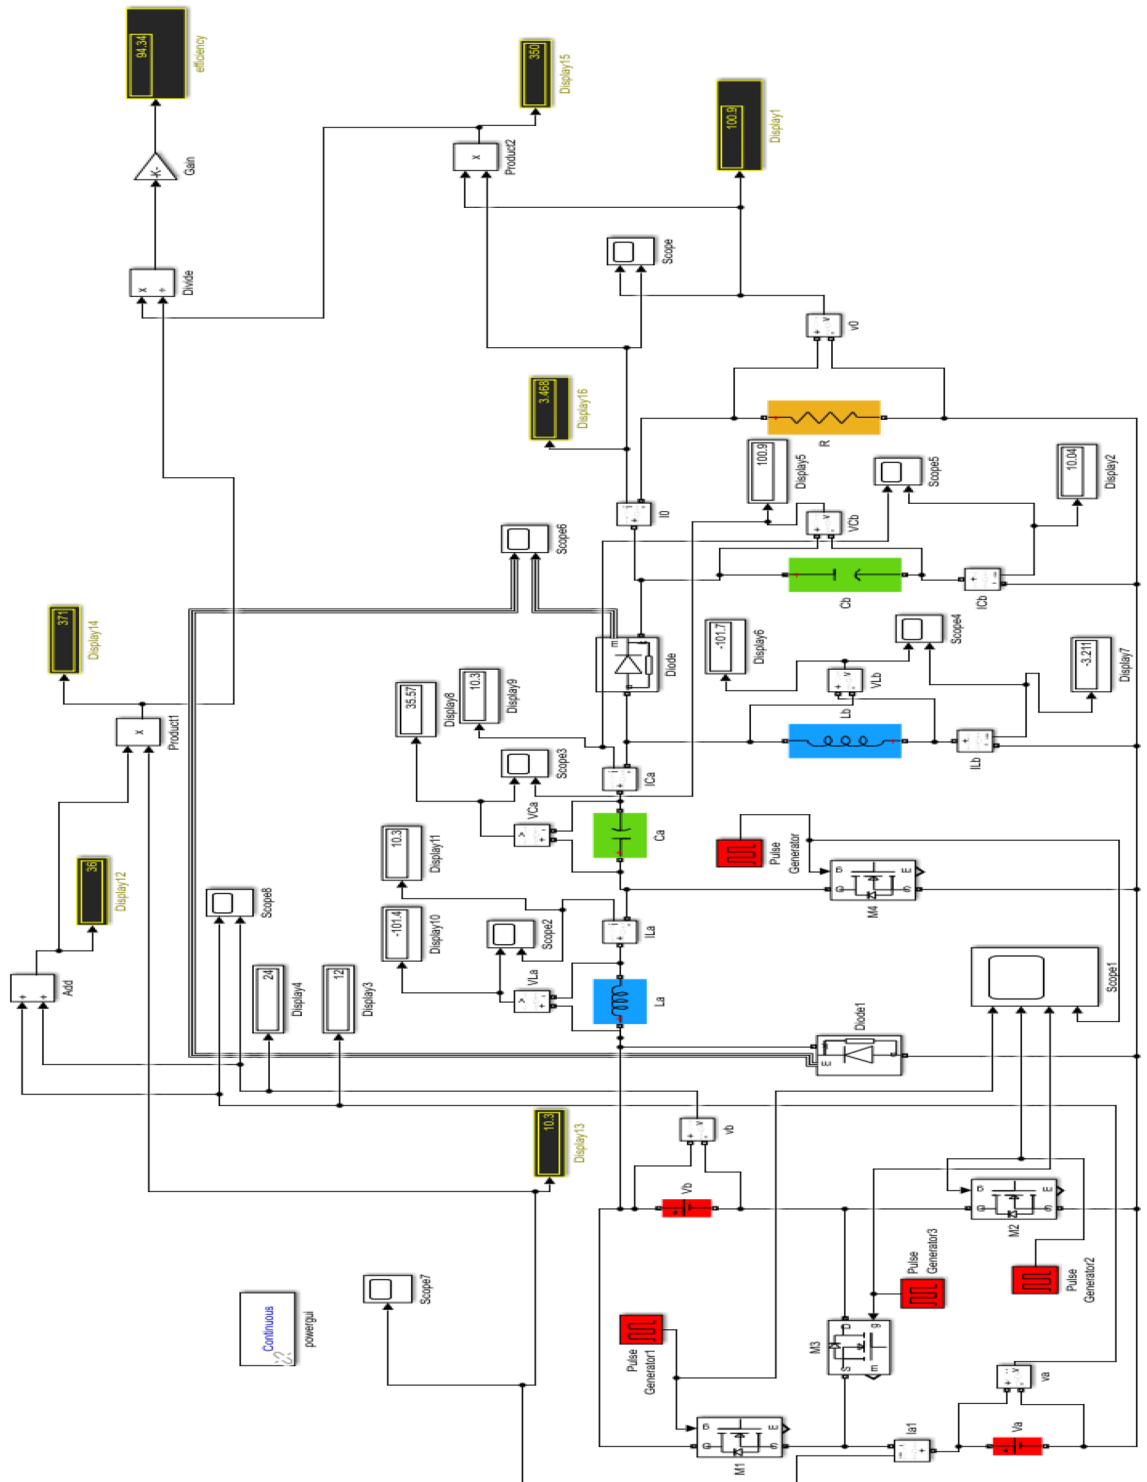 94.34
efficiency
-K-
Gain
×
÷
Divide
350
Display15
×
Product2
100.9
Display1
Scope
3.468
Display16
v0
I0
R
371
Display14
×
Product1
Scope6
100.9
Display5
VCb
Scope5
10.04
Display2
Cb
ICb
35.57
Display8
10.3
Display9
Scope3
VCa
ICa
Ca
Diode
m
-101.7
Display6
VLb
Scope4
-3.211
Display7
Lb
ILb
36
Display12
Add
Scope8
24
Display4
12
Display3
10.3
Display11
-101.4
Display10
Scope2
VLa
ILa
La
Pulse
Generator
M4
Diode1
Scope1
10.3
Display13
vb
Vb
M2
Pulse
Generator2
Pulse
Generator3
M3
D
g
S
m
Continuous
powergui
Scope7
Pulse
Generator1
M1
Ia1
va
Va